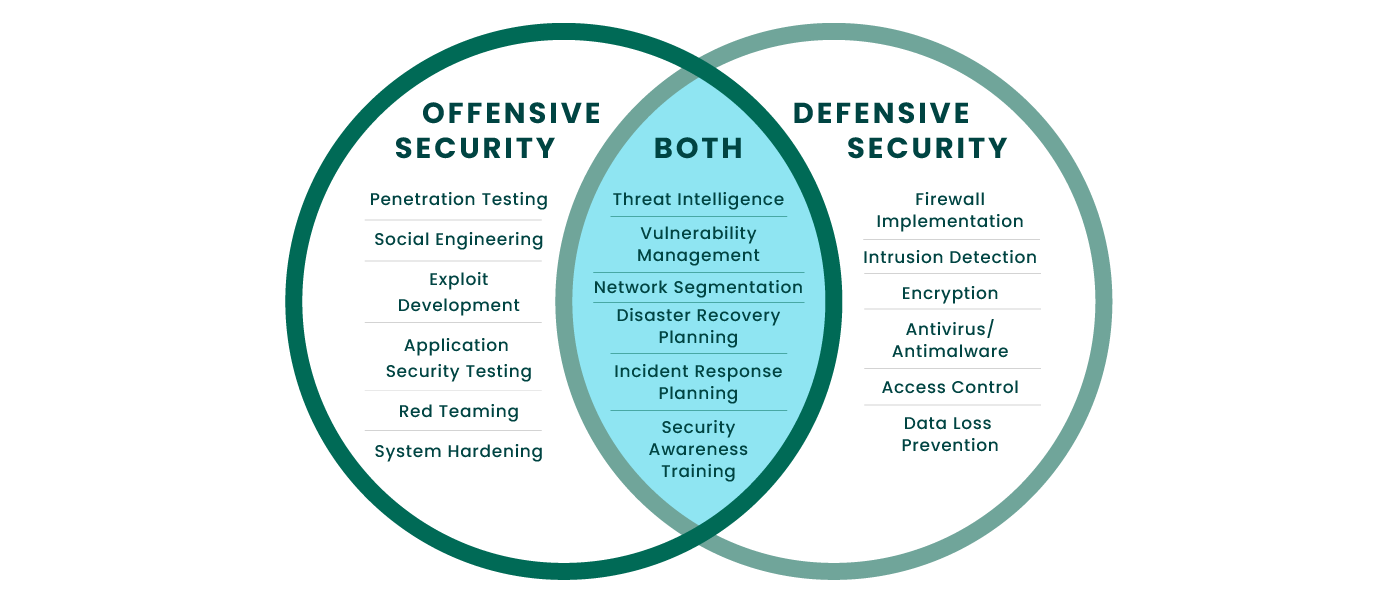 OFFENSIVE
SECURITY
Penetration Testing
Social Engineering
Exploit
Development
Application
Security Testing
Red Teaming
System Hardening
BOTH
Threat Intelligence
Vulnerability
Management
Network Segmentation
Disaster Recovery
Planning
Incident Response
Planning
Security
Awareness
Training
DEFENSIVE
SECURITY
Firewall
Implementation
Intrusion Detection
Encryption
Antivirus/
Antimalware
Access Control
Data Loss
Prevention